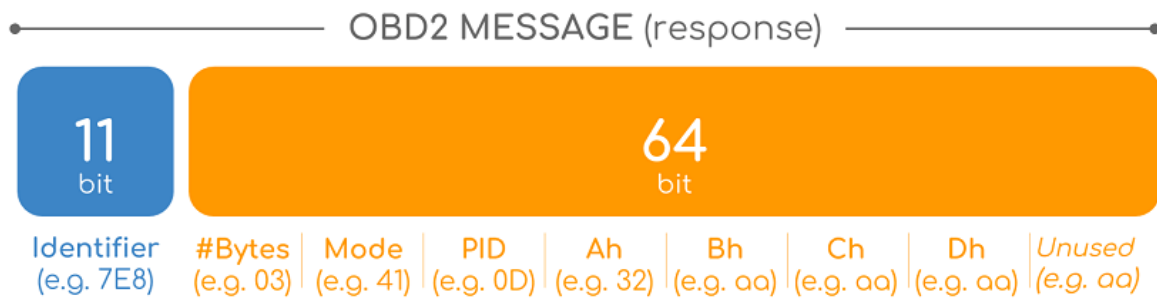 OBD2 MESSAGE (response)
11
bit
64
bit
Identifier
(e.g. 7E8)
#Bytes
(e.g. 03)
Mode
(e.g. 41)
PID
(e.g. 0D)
Ah
(e.g. 32)
Bh
(e.g. aa)
Ch
(e.g. aa)
Dh
(e.g. aa)
Unused
(e.g. aa)